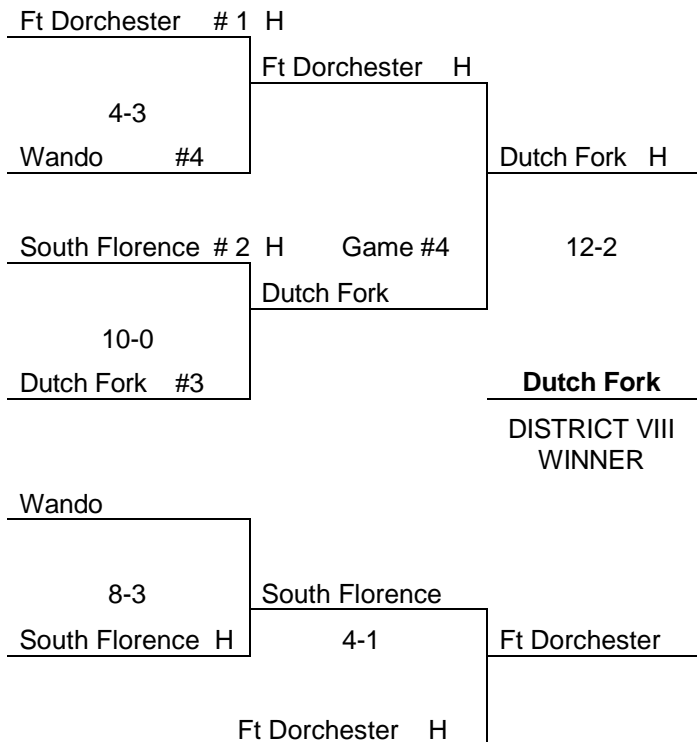 Ft Dorchester # 1 H
Ft Dorchester H
4-3
Wando #4
Dutch Fork H
South Florence # 2 H Game #4 12-2
Dutch Fork
10-0
Dutch Fork #3
Dutch Fork
DISTRICT VIII
WINNER
Wando
8-3
South Florence
South Florence H
4-1
Ft Dorchester
Ft Dorchester H